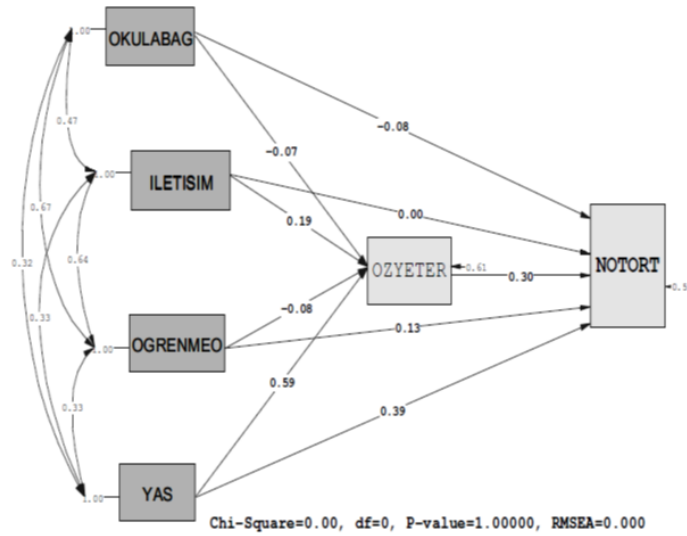 1.00
OKULABAG
0.47
-0.08
-0.07
1.00
ILETISIM
0.19
0.00
0.67
0.64
0.32
0.33
OZYETER
0.61
0.30
NOTORT
-0.08
0.13
1.00
OGRENMEO
0.59
0.33
0.39
1.00
YAS
Chi-Square=0.00, df=0, P-value=1.00000, RMSEA=0.000